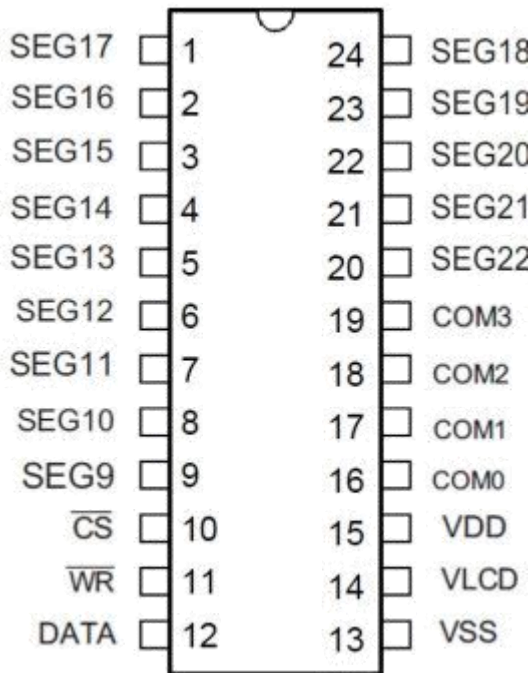 SEG17 1 24 SEG18
SEG16 2 23 SEG19
SEG15 3 22 SEG20
SEG14 4 21 SEG21
SEG13 5 20 SEG22
SEG12 6 19 COM3
SEG11 7 18 COM2
SEG10 8 17 COM1
SEG9 9 16 COM0
C̅S̅ 10 15 VDD
W̅R̅ 11 14 VLCD
DATA 12 13 VSS